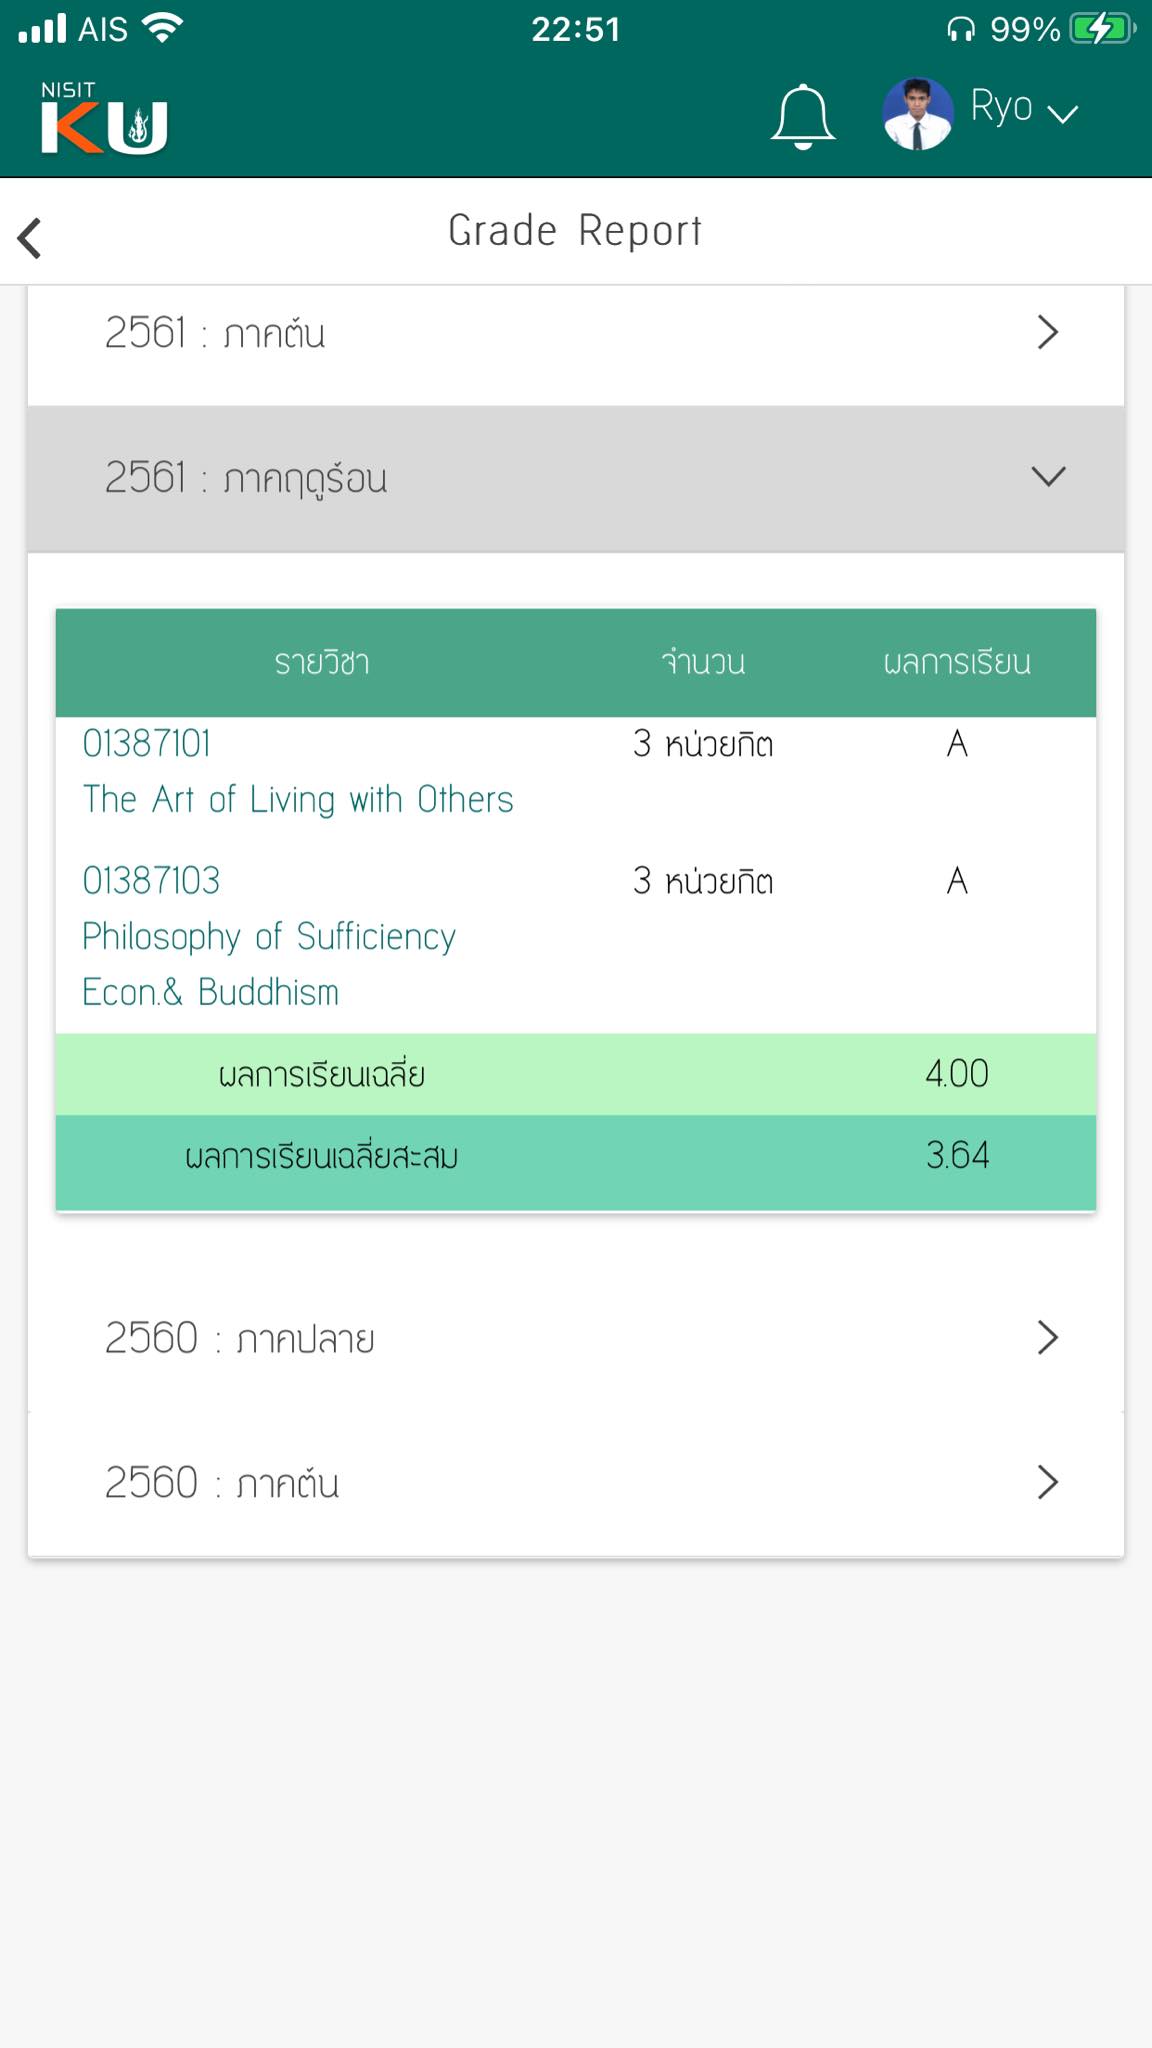 AIS
22:51
99%
NISIT
KU
Ryo
Grade Report
2561 : ภาคต้น
2561 : ภาคฤดูร้อน
รายวิชา จำนวน ผลการเรียน
01387101 3 หน่วยกิต A
The Art of Living with Others
01387103 3 หน่วยกิต A
Philosophy of Sufficiency
Econ.& Buddhism
ผลการเรียนเฉลี่ย 4.00
ผลการเรียนเฉลี่ยสะสม 3.64
2560 : ภาคปลาย
2560 : ภาคต้น